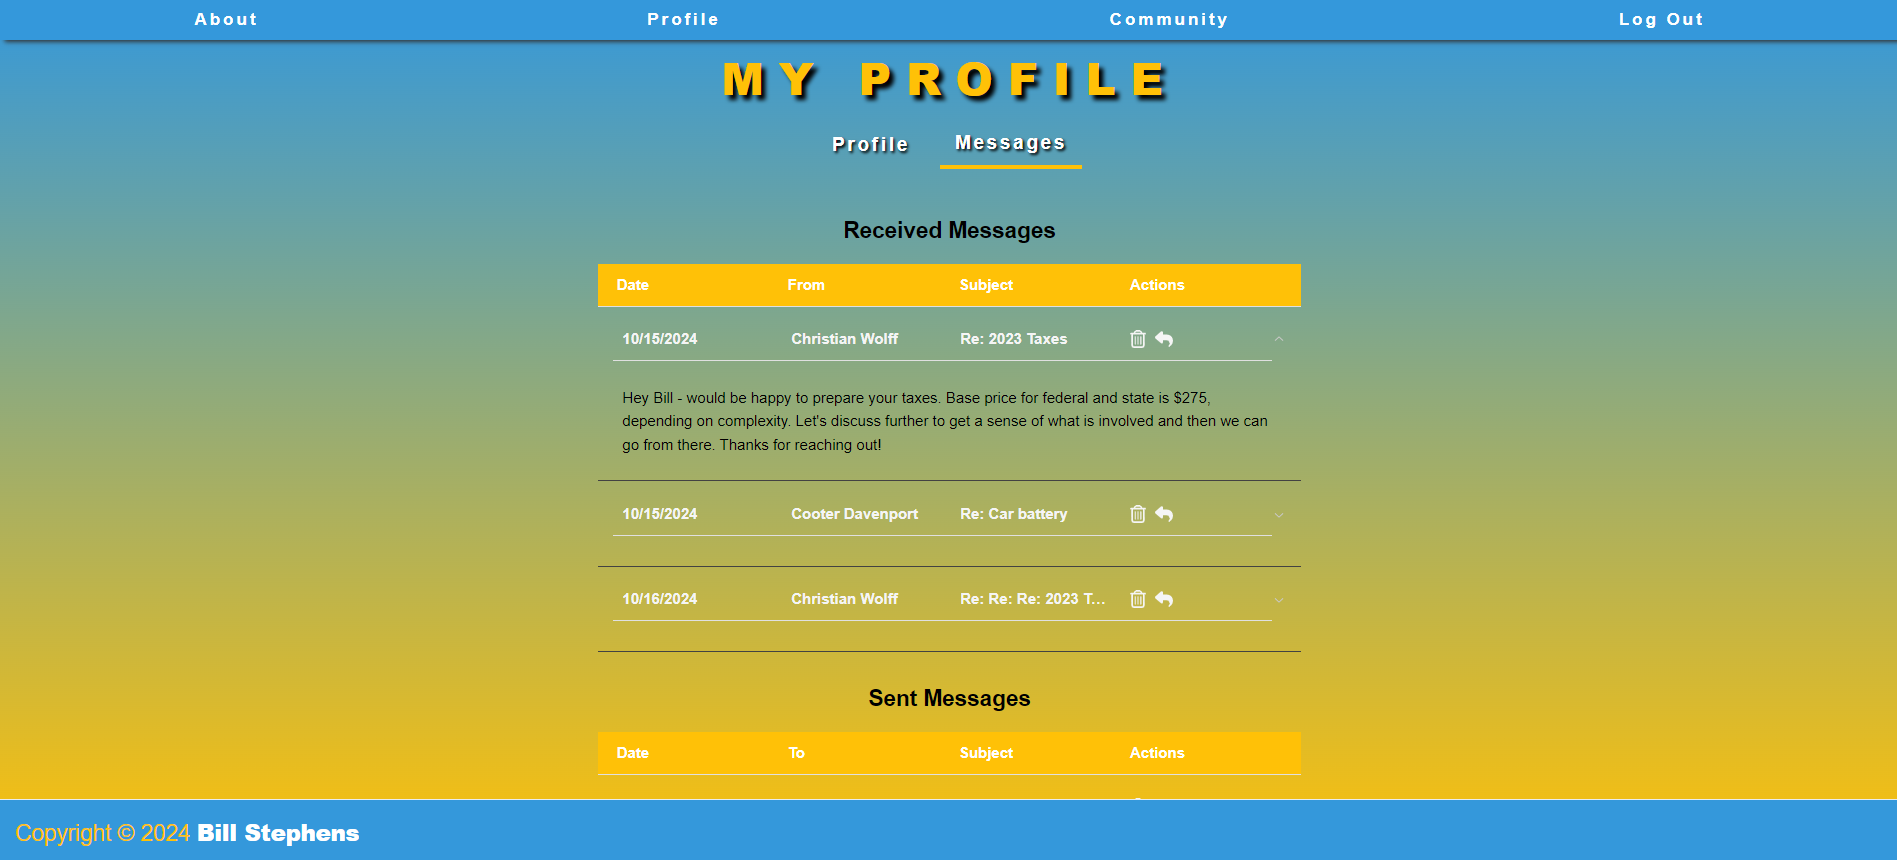 About Profile Community Log Out
MY PROFILE
Profile Messages
Received Messages
Date From Subject Actions
10/15/2024 Christian Wolff Re: 2023 Taxes
Hey Bill - would be happy to prepare your taxes. Base price for federal and state is $275,
depending on complexity. Let's discuss further to get a sense of what is involved and then we can
go from there. Thanks for reaching out!
10/15/2024 Cooter Davenport Re: Car battery
10/16/2024 Christian Wolff Re: Re: Re: 2023 T...
Sent Messages
Date To Subject Actions
Copyright © 2024 Bill Stephens